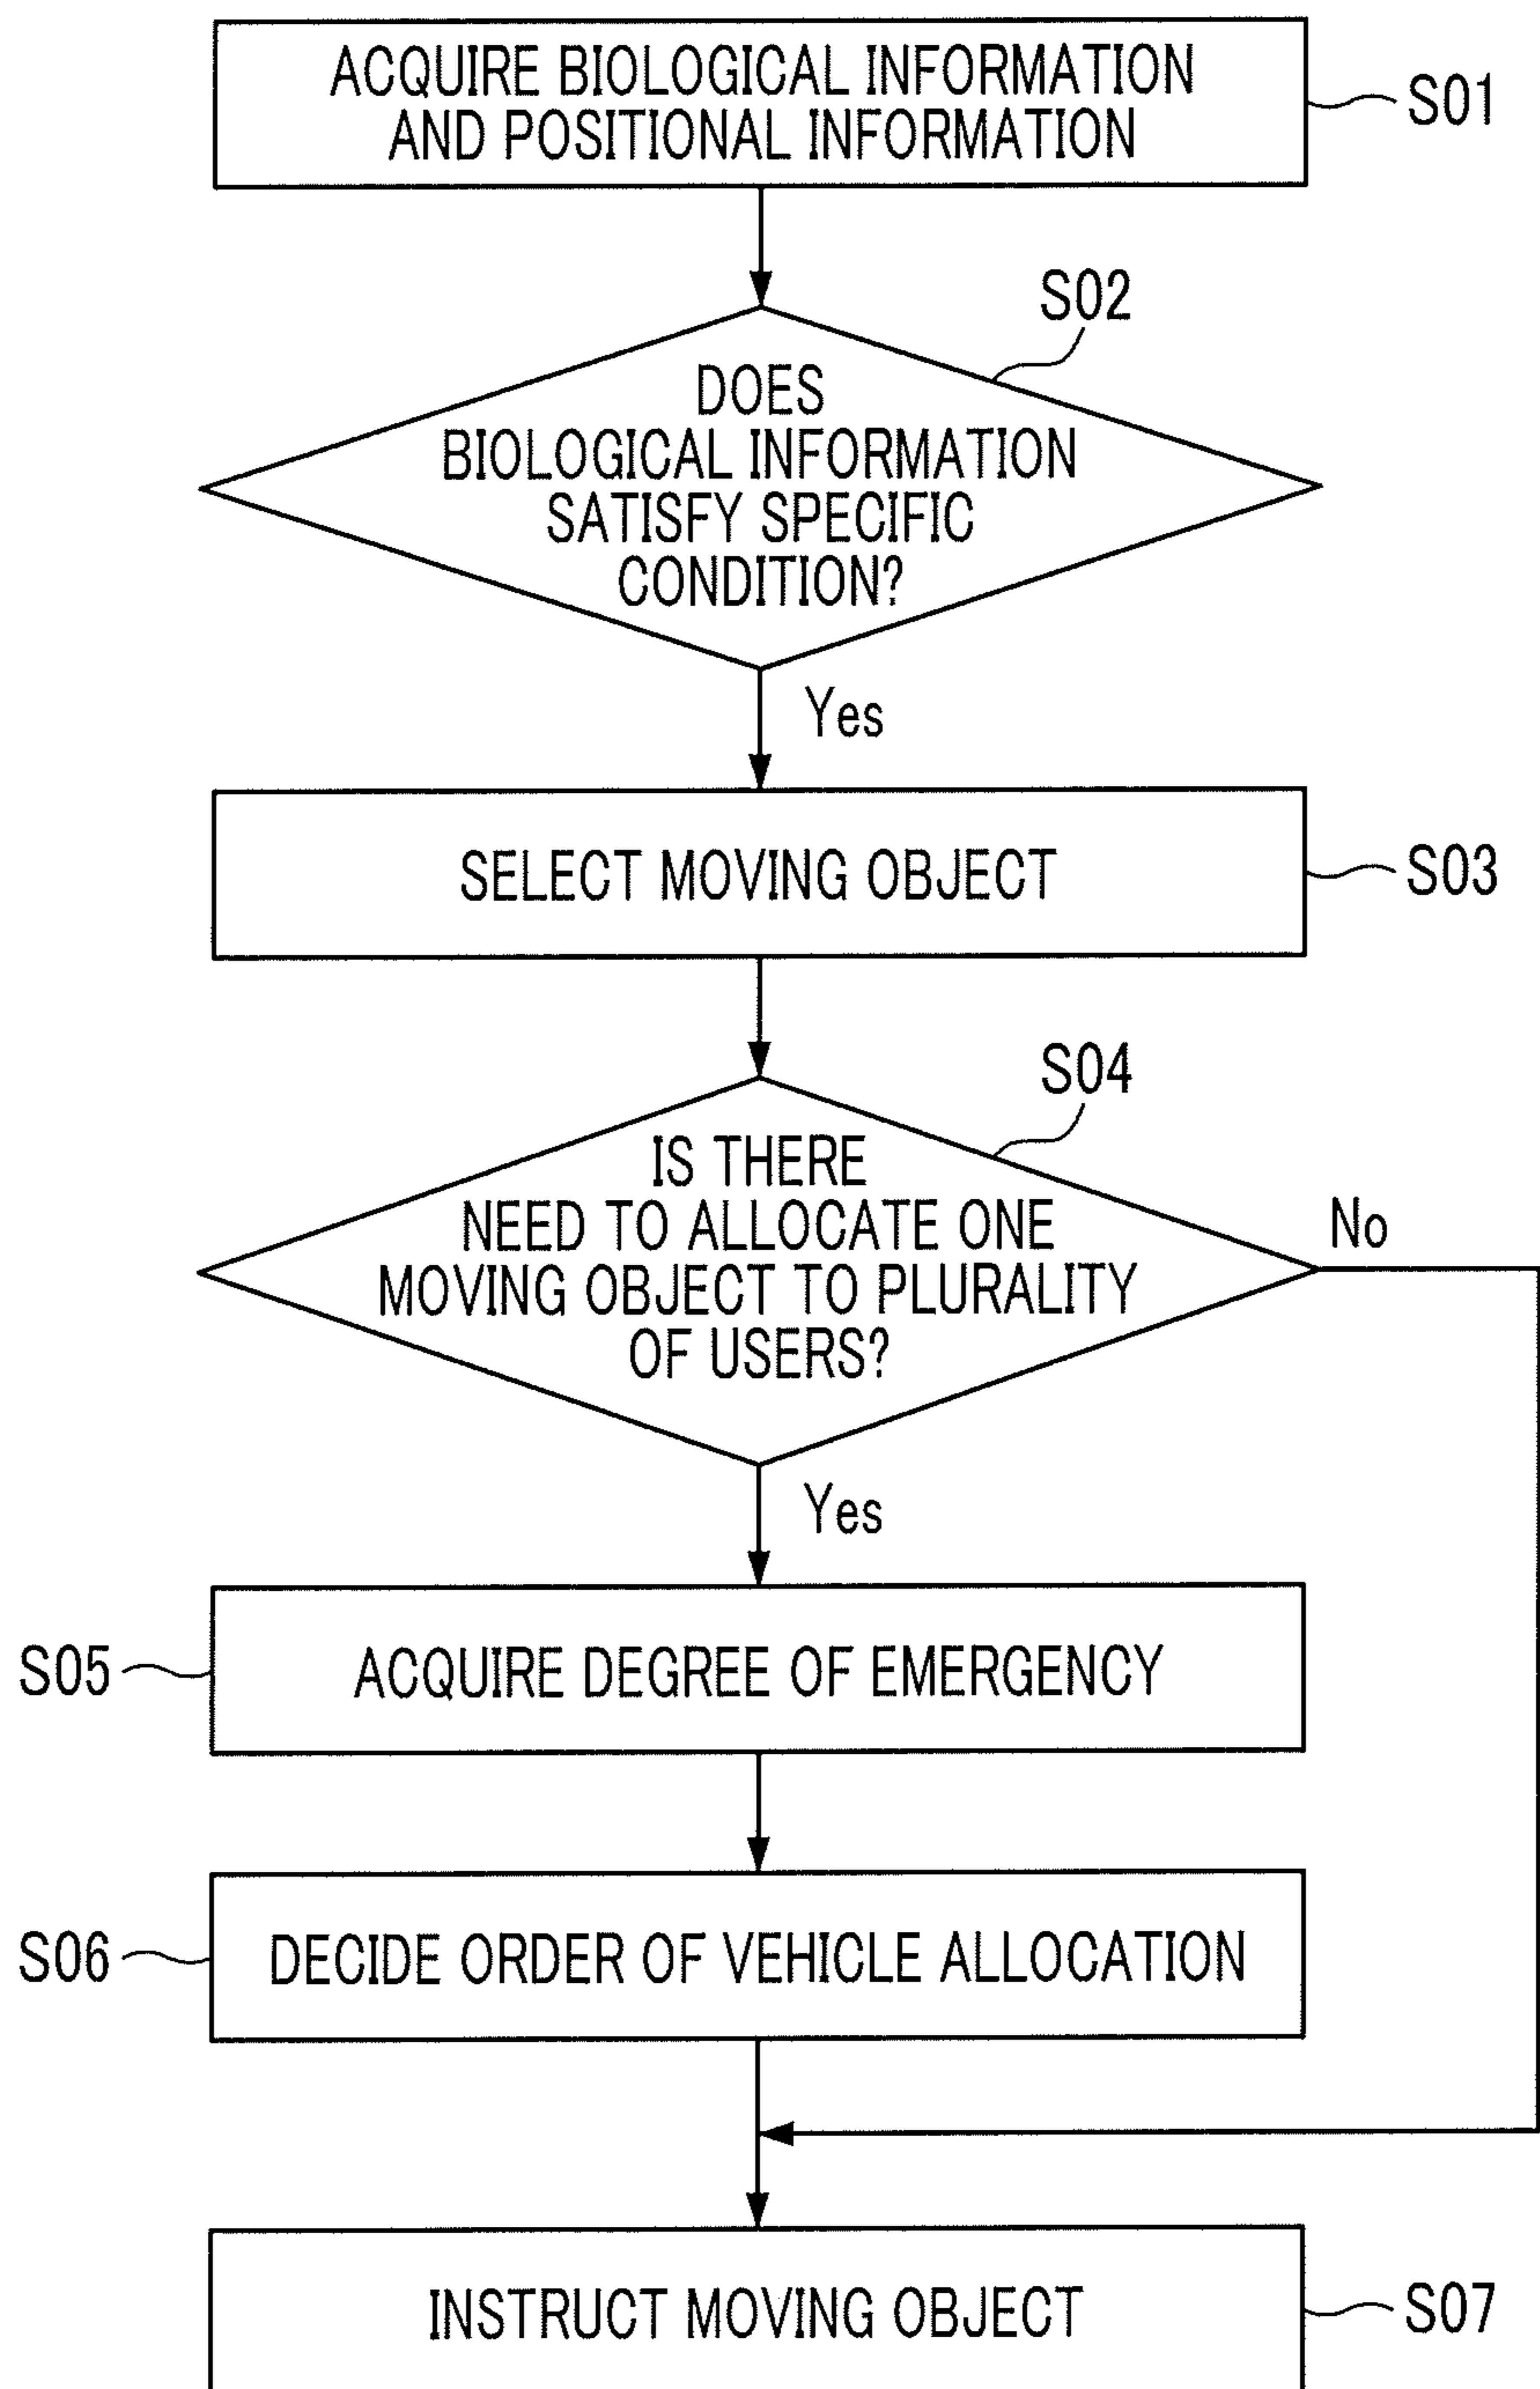 ACQUIRE BIOLOGICAL INFORMATION
AND POSITIONAL INFORMATION
S01
S02
DOES
BIOLOGICAL INFORMATION
SATISFY SPECIFIC
CONDITION?
Yes
SELECT MOVING OBJECT
S03
S04
IS THERE
NEED TO ALLOCATE ONE
MOVING OBJECT TO PLURALITY
OF USERS?
No
Yes
S05
ACQUIRE DEGREE OF EMERGENCY
S06
DECIDE ORDER OF VEHICLE ALLOCATION
INSTRUCT MOVING OBJECT
S07